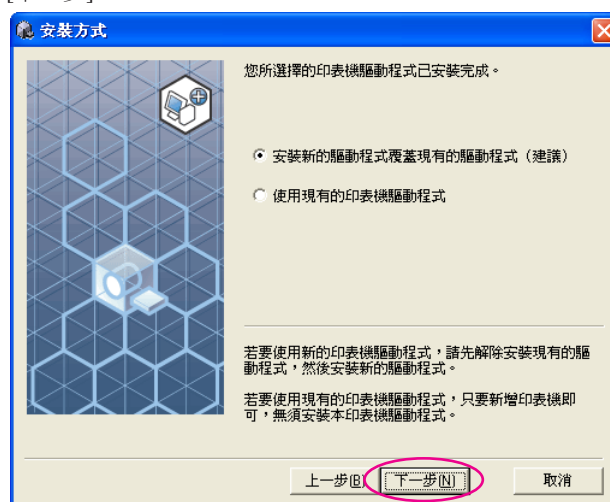 安裝方式
您所選擇的印表機驅動程式已安裝完成。
安裝新的驅動程式覆蓋現有的驅動程式（建議）
使用現有的印表機驅動程式
若要使用新的印表機驅動程式，請先解除安裝現有的驅
動程式，然後安裝新的驅動程式。
若要使用現有的印表機驅動程式，只要新增印表機即
可，無須安裝本印表機驅動程式。
上一步(B) 下一步(N) 取消